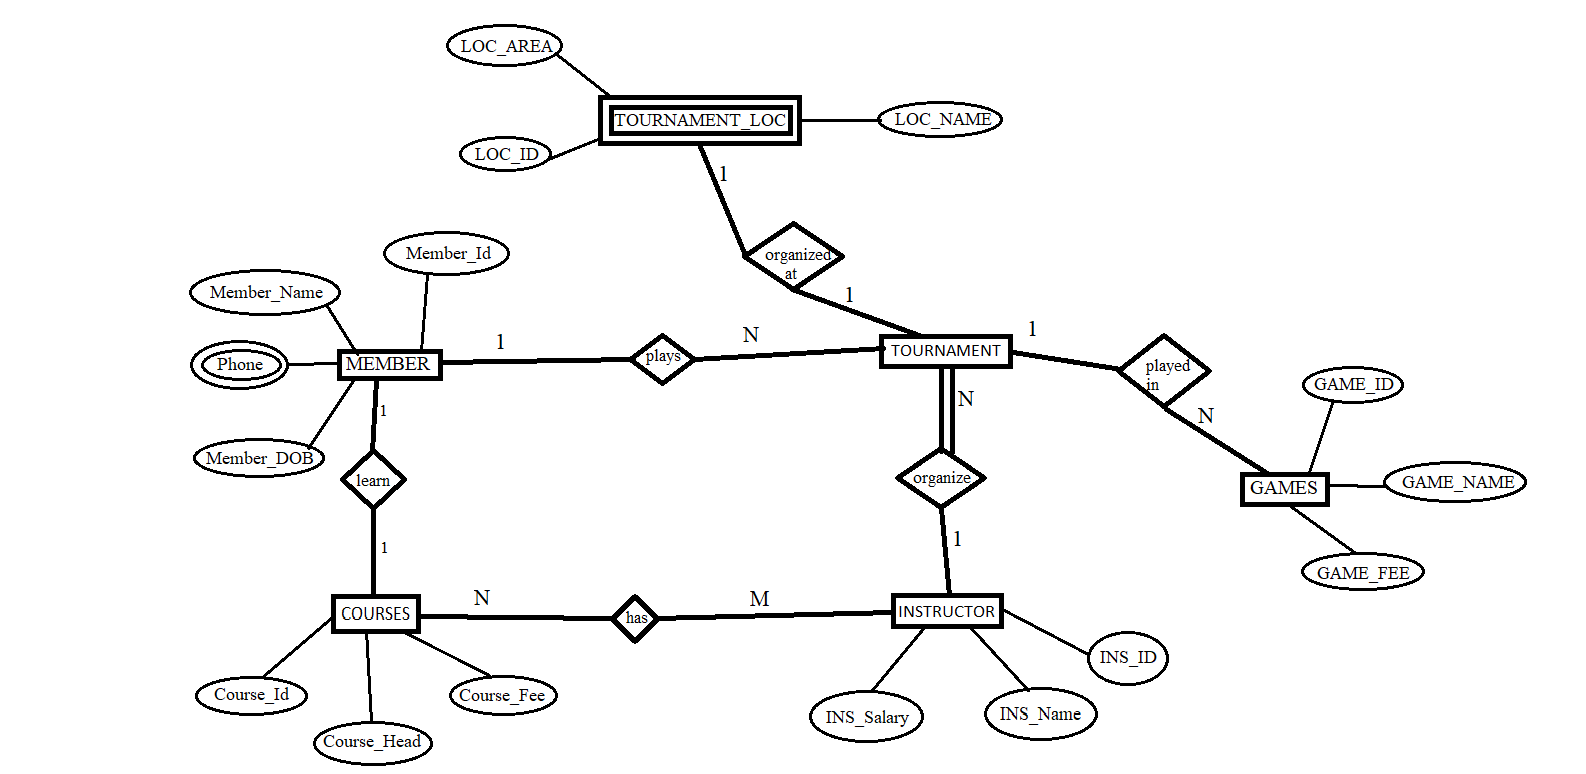 LOC_AREA
TOURNAMENT_LOC
LOC_NAME
LOC_ID
1
organized
at
1
Member_Id
Member_Name
Phone
MEMBER
Member_DOB
1
plays
N
TOURNAMENT
1
played
in
N
GAME_ID
GAMES
GAME_NAME
GAME_FEE
1
learn
1
N
organize
1
COURSES
N
has
M
INSTRUCTOR
Course_Id
Course_Head
Course_Fee
INS_Salary
INS_Name
INS_ID